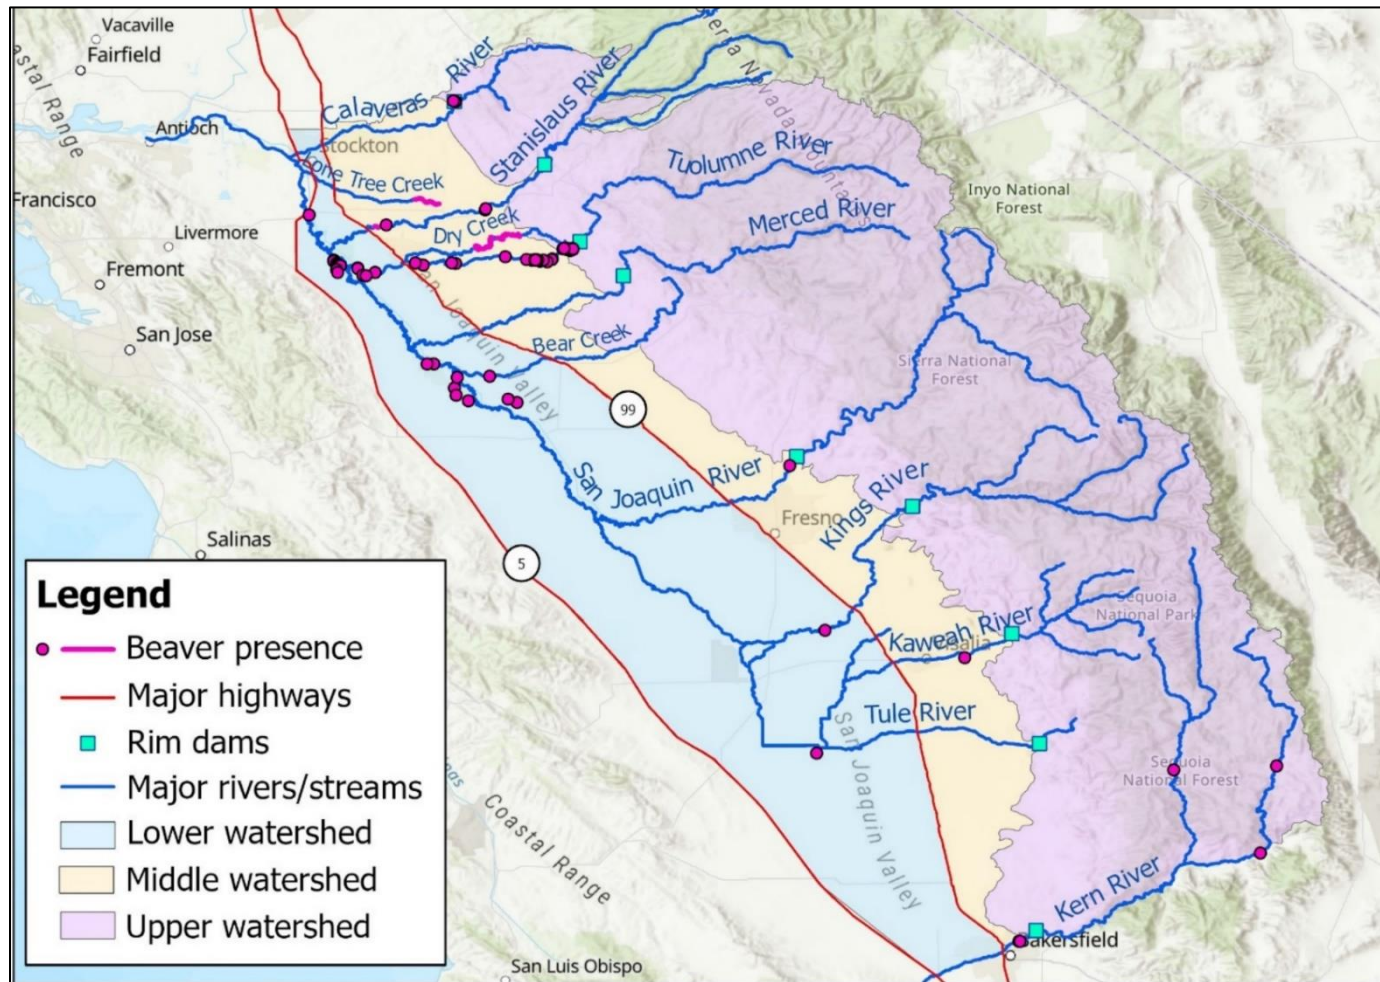 Vacaville
Fairfield
Coastal Range
Antioch
Calaveras River
Stockton
Stanislaus River
Sierra Nevada Mountains
Lone Tree Creek
Tuolumne River
Francisco
Livermore
Dry Creek
Merced River
Inyo National
Forest
Fremont
San Jose
San Joaquin Valley
Bear Creek
Sierra National
Forest
99
San Joaquin River
Kings River
Fresno
Salinas
5
Sequoia
National Park
Kaweah River
Visalia
Tule River
San Joaquin Valley
Sequoia
National Forest
Coastal Range
Kern River
Bakersfield
San Luis Obispo
Legend
Beaver presence
Major highways
Rim dams
Major rivers/streams
Lower watershed
Middle watershed
Upper watershed